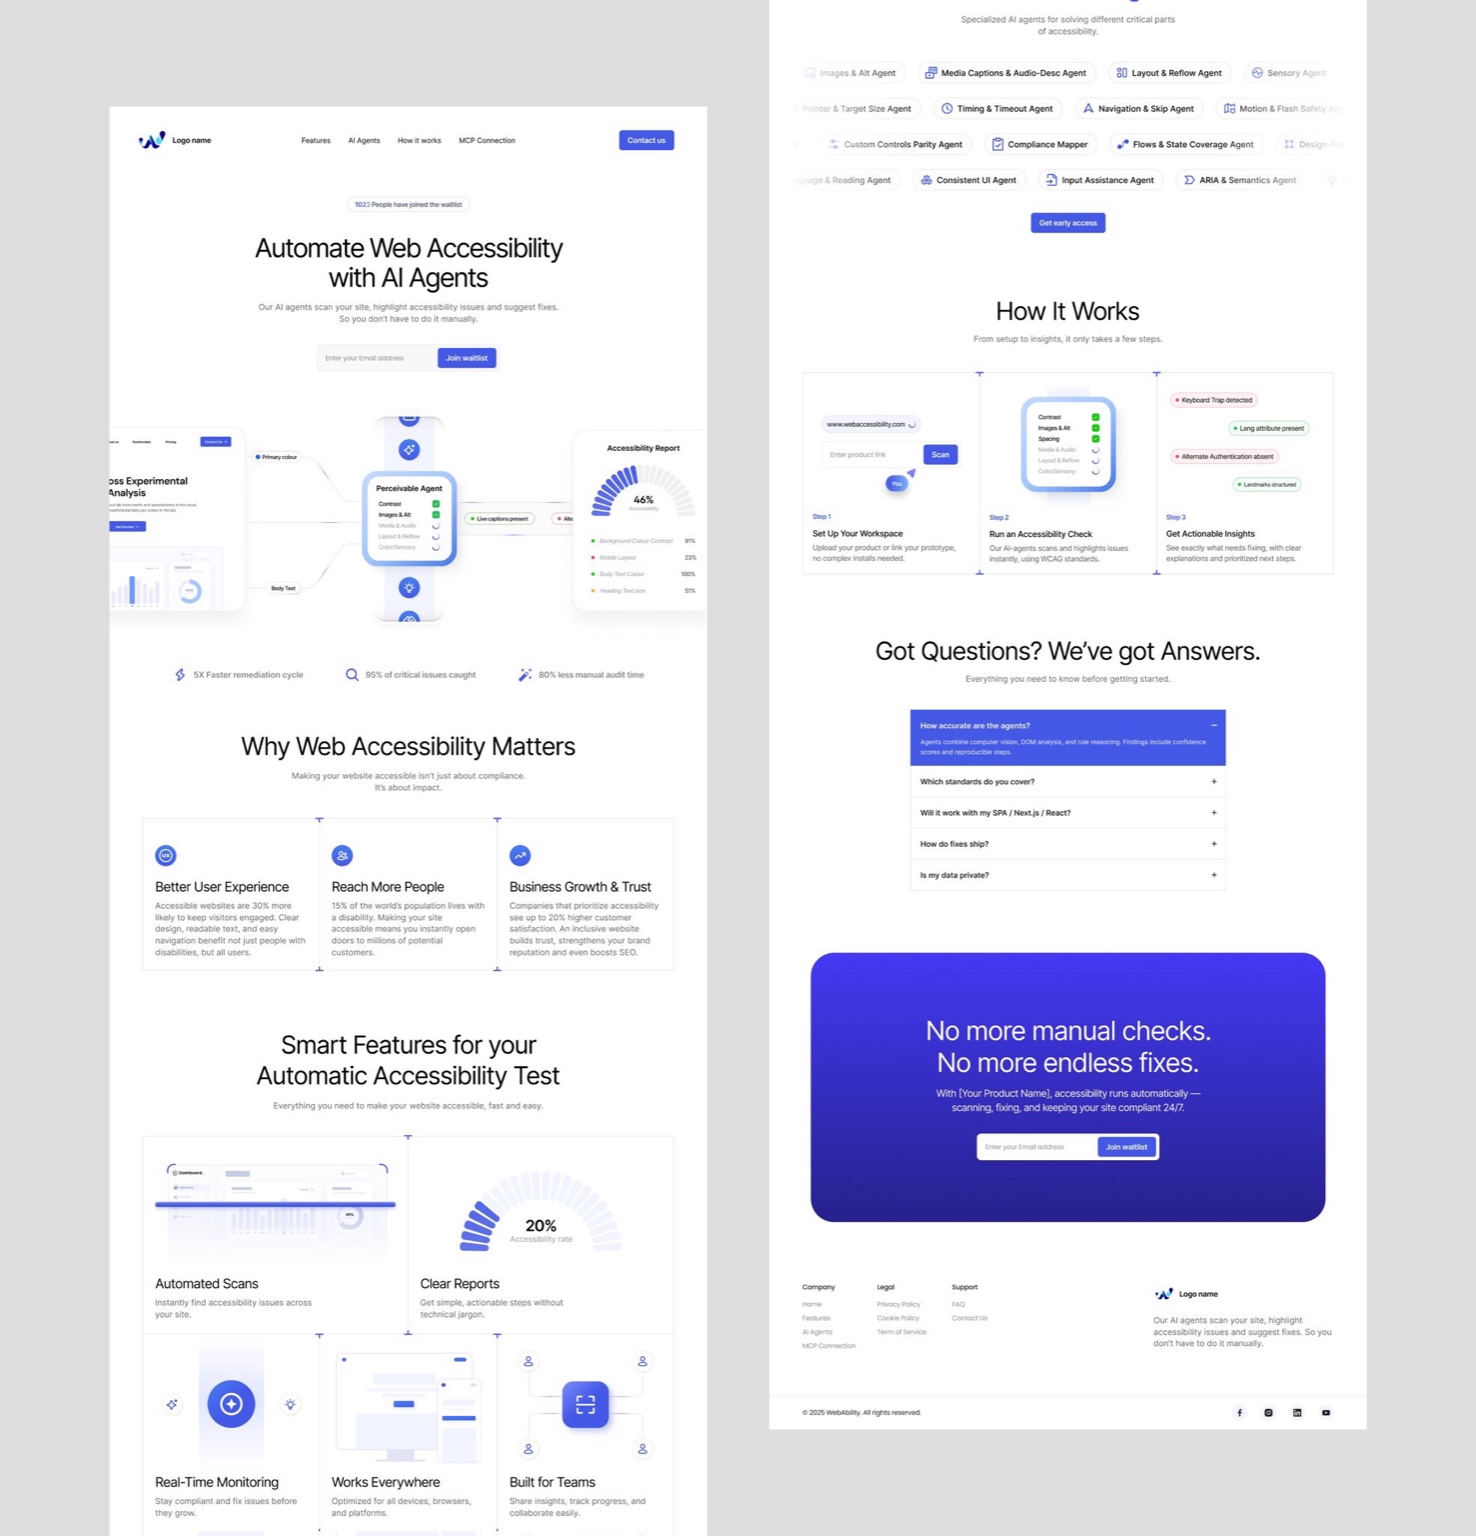 Logo name
Features
AI Agents
How it works
MCP Connection
Contact us
1023 People have joined the waitlist
Automate Web Accessibility
with AI Agents
Our AI agents scan your site, highlight accessibility issues and suggest fixes.
So you don't have to do it manually.
Enter your Email address
Join waitlist
Testimonials
Pricing
Contact Us
oss Experimental
Analysis
Get Started
Primary colour
Body Text
Perceivable Agent
Contrast
Images & Alt
Media & Audio
Layout & Reflow
Color/Sensory
Live captions present
Accessibility Report
46%
Accessibility
Background Colour Contrast 91%
Mobile Layout 23%
Body Text Colour 100%
Heading Text size 51%
5X Faster remediation cycle
95% of critical issues caught
80% less manual audit time
Why Web Accessibility Matters
Making your website accessible isn't just about compliance.
It's about impact.
UX
Better User Experience
Accessible websites are 30% more
likely to keep visitors engaged. Clear
design, readable text, and easy
navigation benefit not just people with
disabilities, but all users.
Reach More People
15% of the world's population lives with
a disability. Making your site
accessible means you instantly open
doors to millions of potential
customers.
Business Growth & Trust
Companies that prioritize accessibility
see up to 20% higher customer
satisfaction. An inclusive website
builds trust, strengthens your brand
reputation and even boosts SEO.
Smart Features for your
Automatic Accessibility Test
Everything you need to make your website accessible, fast and easy.
Dashboard
Automated Scans
Instantly find accessibility issues across
your site.
20%
Accessibility rate
Clear Reports
Get simple, actionable steps without
technical jargon.
Real-Time Monitoring
Stay compliant and fix issues before
they grow.
Works Everywhere
Optimized for all devices, browsers,
and platforms.
Built for Teams
Share insights, track progress, and
collaborate easily.
Specialized AI agents for solving different critical parts
of accessibility.
Images & Alt Agent
Media Captions & Audio-Desc Agent
Layout & Reflow Agent
Sensory Agent
Pointer & Target Size Agent
Timing & Timeout Agent
Navigation & Skip Agent
Motion & Flash Safety
Custom Controls Parity Agent
Compliance Mapper
Flows & State Coverage Agent
guage & Reading Agent
Consistent UI Agent
Input Assistance Agent
ARIA & Semantics Agent
Get early access
How It Works
From setup to insights, it only takes a few steps.
www.webaccessibility.com
Enter product link
Scan
You
Step 1
Set Up Your Workspace
Upload your product or link your prototype,
no complex installs needed.
Contrast
Images & Alt
Spacing
Media & Audio
Layout & Reflow
Color/Sensory
Step 2
Run an Accessibility Check
Our AI-agents scans and highlights issues
instantly, using WCAG standards.
Keyboard Trap detected
Lang attribute present
Alternate Authentication absent
Landmarks structured
Step 3
Get Actionable Insights
See exactly what needs fixing, with clear
explanations and prioritized next steps.
Got Questions? We've got Answers.
Everything you need to know before getting started.
How accurate are the agents?
Agents combine computer vision, DOM analysis, and rule reasoning. Findings include confidence
scores and reproducible steps.
Which standards do you cover?
Will it work with my SPA / Next.js / React?
How do fixes ship?
Is my data private?
No more manual checks.
No more endless fixes.
With [Your Product Name], accessibility runs automatically —
scanning, fixing, and keeping your site compliant 24/7.
Enter your Email address
Join waitlist
Company
Home
Features
AI Agents
MCP Connection
Legal
Privacy Policy
Cookie Policy
Term of Service
Support
FAQ
Contact Us
Logo name
Our AI agents scan your site, highlight
accessibility issues and suggest fixes. So you
don't have to do it manually.
© 2025 WebAbility. All rights reserved.